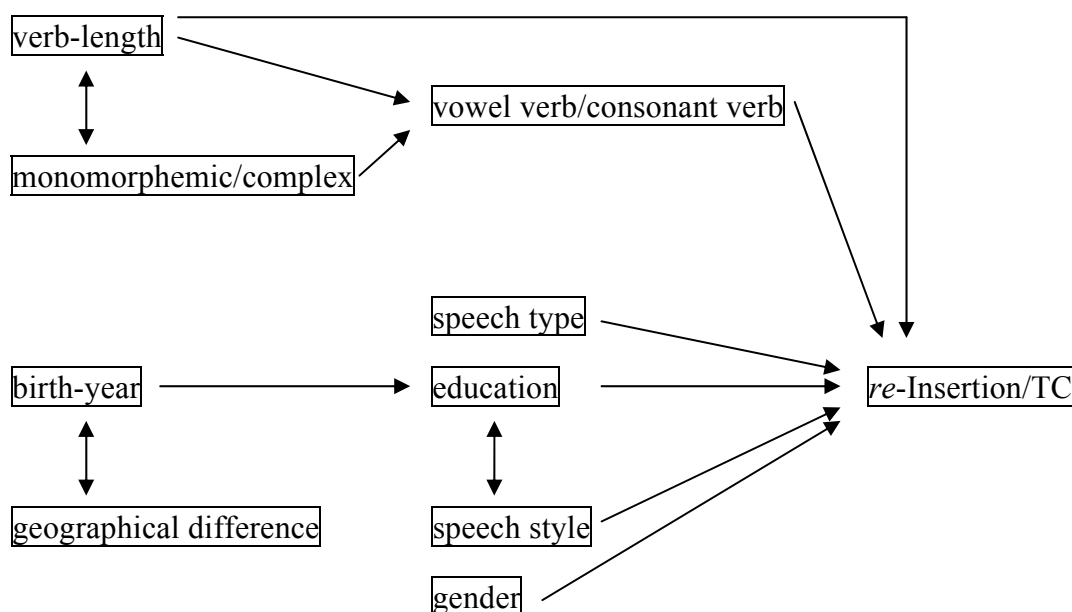 verb-length
vowel verb/consonant verb
monomorphemic/complex
speech type
birth-year
education
re-Insertion/TC
geographical difference
speech style
gender